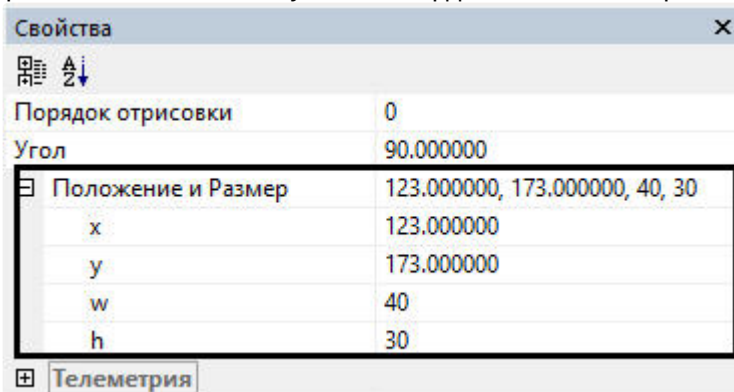 Свойства
Порядок отрисовки 0
Угол 90.000000
Положение и Размер 123.000000, 173.000000, 40, 30
x 123.000000
y 173.000000
w 40
h 30
Телеметрия